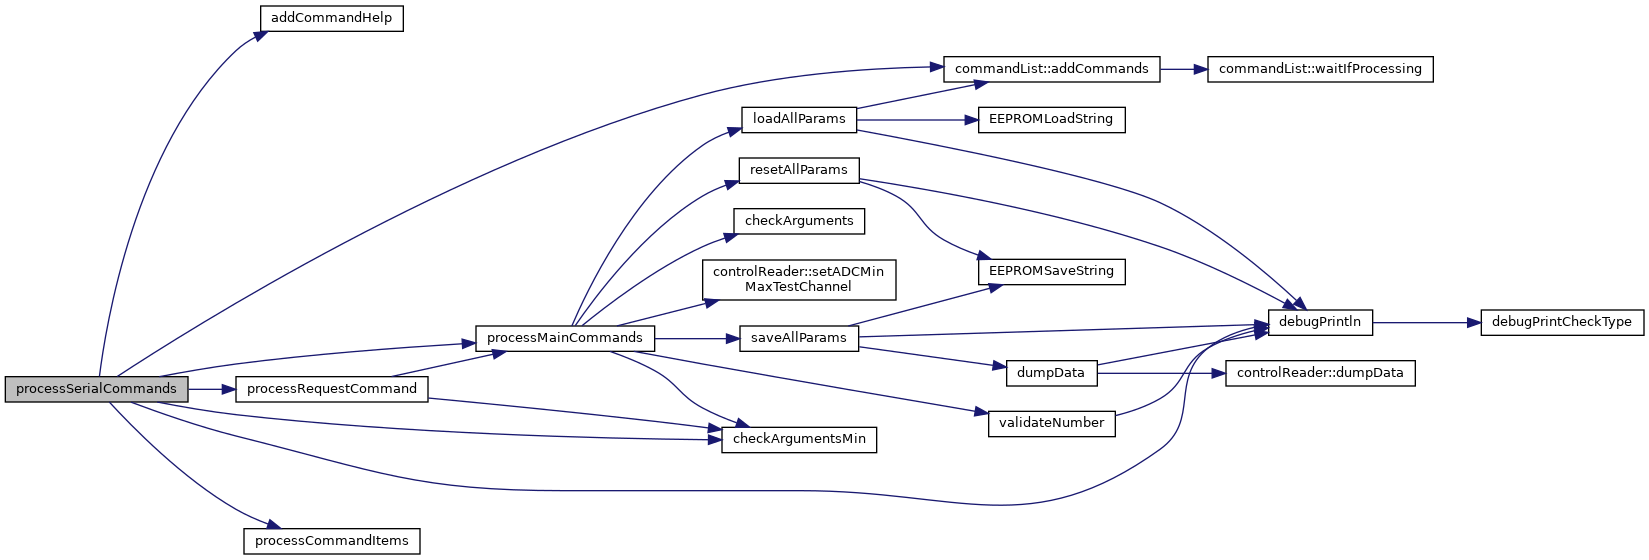 addCommandHelp
commandList::addCommands
commandList::waitIfProcessing
loadAllParams
EEPROMLoadString
resetAllParams
checkArguments
controlReader::setADCMin
MaxTestChannel
EEPROMSaveString
processMainCommands
saveAllParams
debugPrintln
debugPrintCheckType
dumpData
controlReader::dumpData
processSerialCommands
processRequestCommand
validateNumber
checkArgumentsMin
processCommandItems